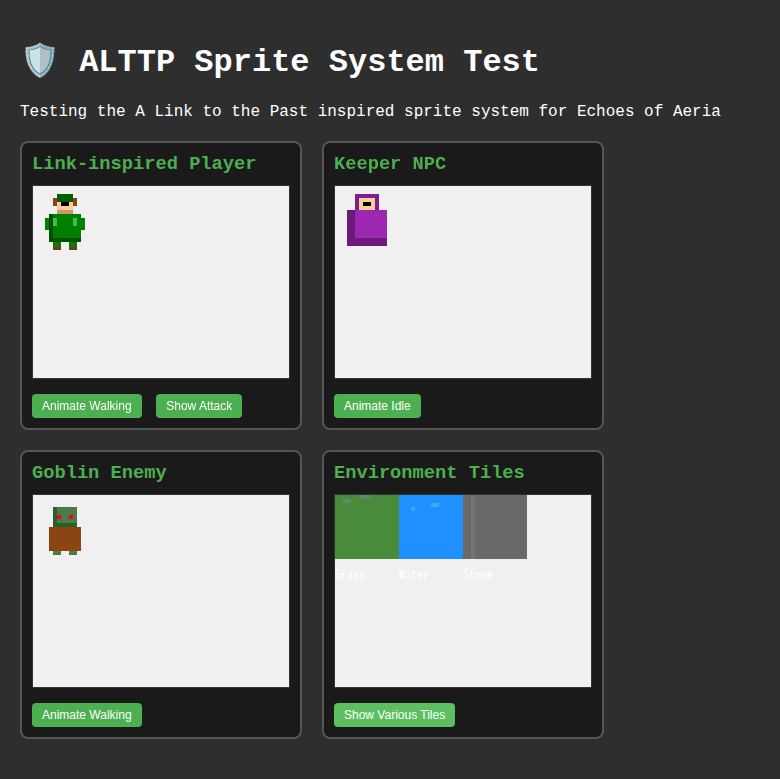 ALTTP Sprite System Test
Testing the A Link to the Past inspired sprite system for Echoes of Aeria
Link-inspired Player
Keeper NPC
Animate Walking
Show Attack
Animate Idle
Goblin Enemy
Environment Tiles
Grass
Water
Stone
Animate Walking
Show Various Tiles